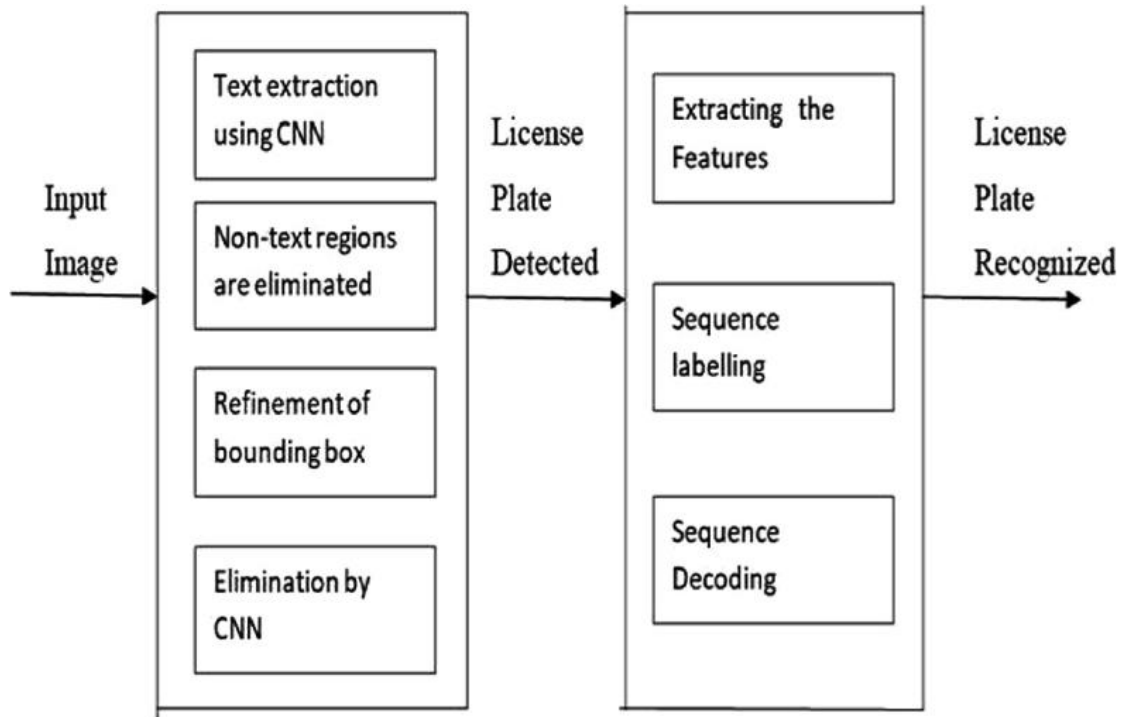 Input
Image
Text extraction
using CNN
Non-text regions
are eliminated
Refinement of
bounding box
Elimination by
CNN
License
Plate
Detected
Extracting the
Features
Sequence
labelling
Sequence
Decoding
License
Plate
Recognized